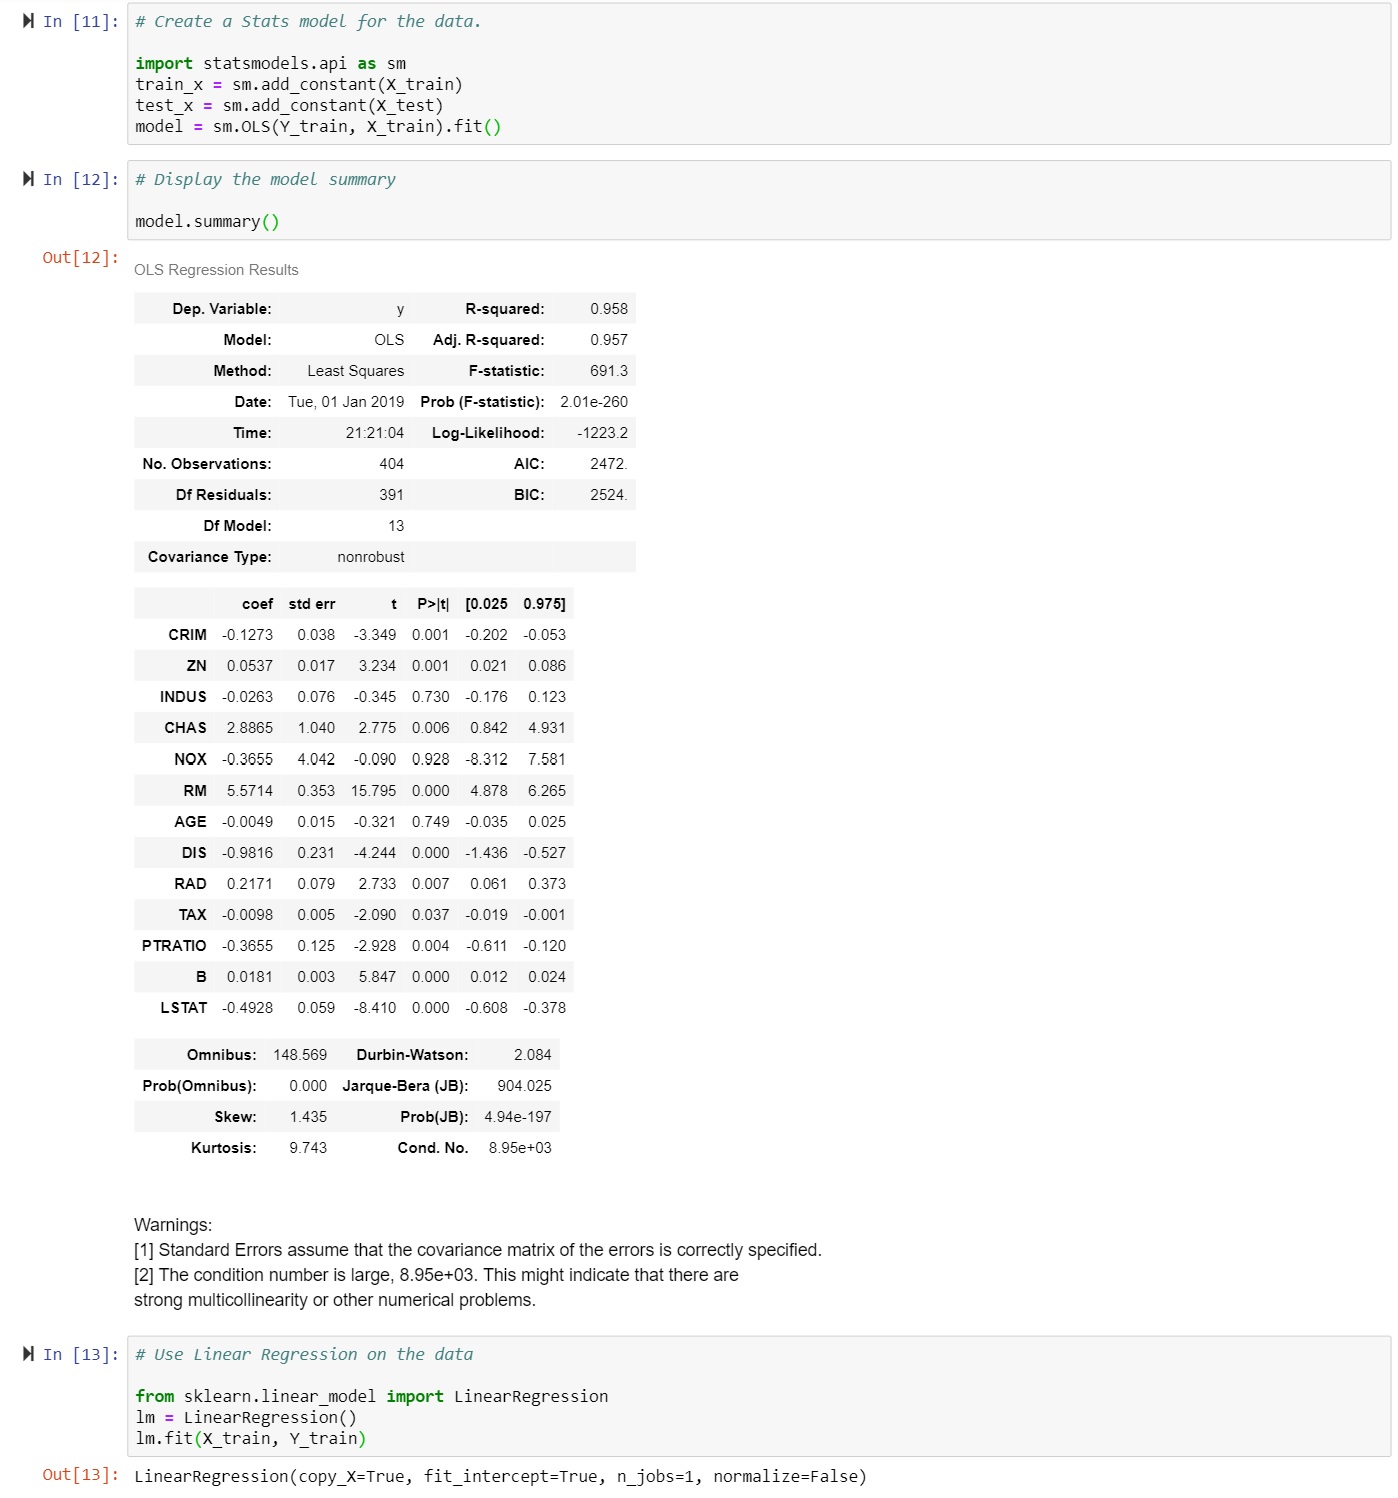 In [11]: # Create a Stats model for the data.
import statsmodels.api as sm
train_x = sm.add_constant(X_train)
test_x = sm.add_constant(X_test)
model = sm.OLS(Y_train, X_train).fit()
In [12]: # Display the model summary
model.summary()
Out[12]:
OLS Regression Results
Dep. Variable: y R-squared: 0.958
Model: OLS Adj. R-squared: 0.957
Method: Least Squares F-statistic: 691.3
Date: Tue, 01 Jan 2019 Prob (F-statistic): 2.01e-260
Time: 21:21:04 Log-Likelihood: -1223.2
No. Observations: 404 AIC: 2472.
Df Residuals: 391 BIC: 2524.
Df Model: 13
Covariance Type: nonrobust
coef std err t P>|t| [0.025 0.975]
CRIM -0.1273 0.038 -3.349 0.001 -0.202 -0.053
ZN 0.0537 0.017 3.234 0.001 0.021 0.086
INDUS -0.0263 0.076 -0.345 0.730 -0.176 0.123
CHAS 2.8865 1.040 2.775 0.006 0.842 4.931
NOX -0.3655 4.042 -0.090 0.928 -8.312 7.581
RM 5.5714 0.353 15.795 0.000 4.878 6.265
AGE -0.0049 0.015 -0.321 0.749 -0.035 0.025
DIS -0.9816 0.231 -4.244 0.000 -1.436 -0.527
RAD 0.2171 0.079 2.733 0.007 0.061 0.373
TAX -0.0098 0.005 -2.090 0.037 -0.019 -0.001
PTRATIO -0.3655 0.125 -2.928 0.004 -0.611 -0.120
B 0.0181 0.003 5.847 0.000 0.012 0.024
LSTAT -0.4928 0.059 -8.410 0.000 -0.608 -0.378
Omnibus: 148.569 Durbin-Watson: 2.084
Prob(Omnibus): 0.000 Jarque-Bera (JB): 904.025
Skew: 1.435 Prob(JB): 4.94e-197
Kurtosis: 9.743 Cond. No. 8.95e+03
Warnings:
[1] Standard Errors assume that the covariance matrix of the errors is correctly specified.
[2] The condition number is large, 8.95e+03. This might indicate that there are
strong multicollinearity or other numerical problems.
In [13]: # Use Linear Regression on the data
from sklearn.linear_model import LinearRegression
lm = LinearRegression()
lm.fit(X_train, Y_train)
Out[13]: LinearRegression(copy_X=True, fit_intercept=True, n_jobs=1, normalize=False)